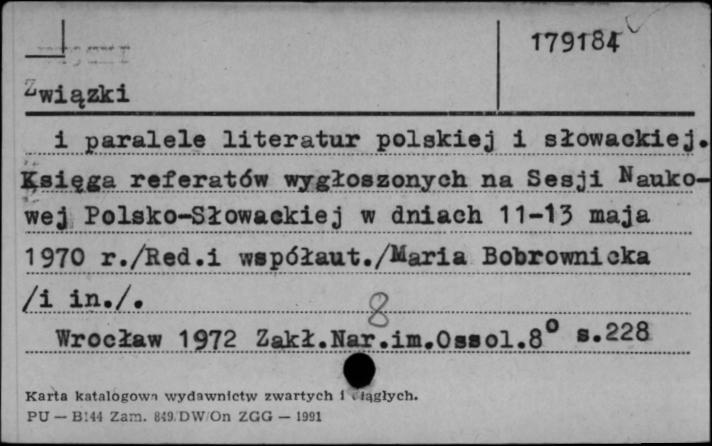 179184
Związki
i paralele literatur polskiej i słowackiej.
Księga referatów wygłoszonych na Sesji Nauko-
wej Polsko-Słowackiej w dniach 11-13 maja
1970 r./Red.i współaut./Maria Bobrownicka
/i in./.
8
Wrocław 1972 Zakł.Nar.im.Ossol.8° s.228
Karta katalogowa wydawnictw zwartych i ciągłych.
PU — B144 Zam. 849/DW/On ZGG — 1991